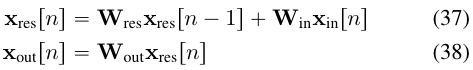 x_res[n] = W_res x_res[n − 1] + W_in x_in[n] (37)
x_out[n] = W_out x_res[n] (38)